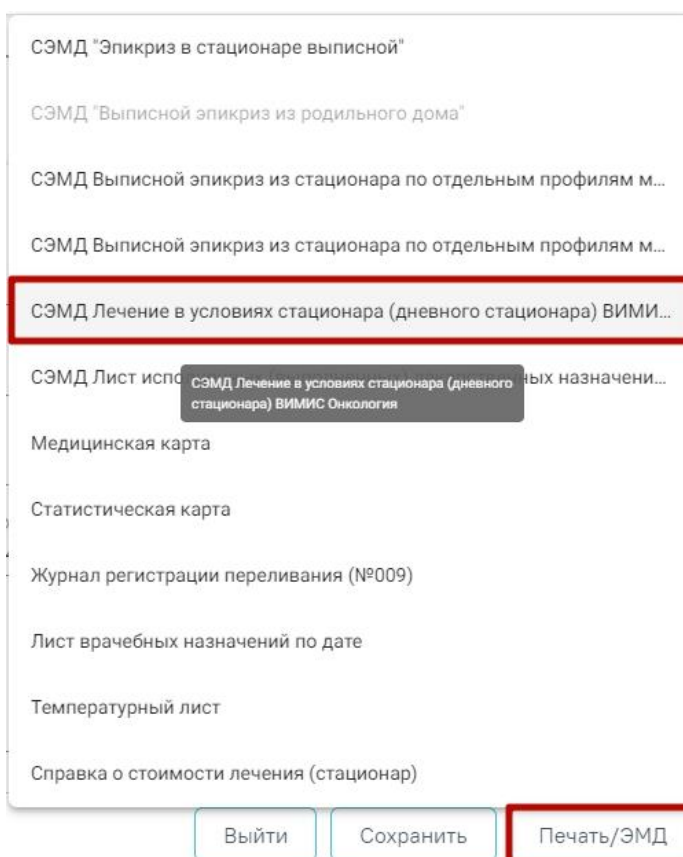 СЭМД "Эпикриз в стационаре выписной"
СЭМД "Выписной эпикриз из родильного дома"
СЭМД Выписной эпикриз из стационара по отдельным профилям м...
СЭМД Выписной эпикриз из стационара по отдельным профилям м...
СЭМД Лечение в условиях стационара (дневного стационара) ВИМИ...
СЭМД Лист назначени...
СЭМД Лечение в условиях стационара (дневного
стационара) ВИМИС Онкология
Медицинская карта
Статистическая карта
Журнал регистрации переливания (№009)
Лист врачебных назначений по дате
Температурный лист
Справка о стоимости лечения (стационар)
Выйти Сохранить Печать/ЭМД